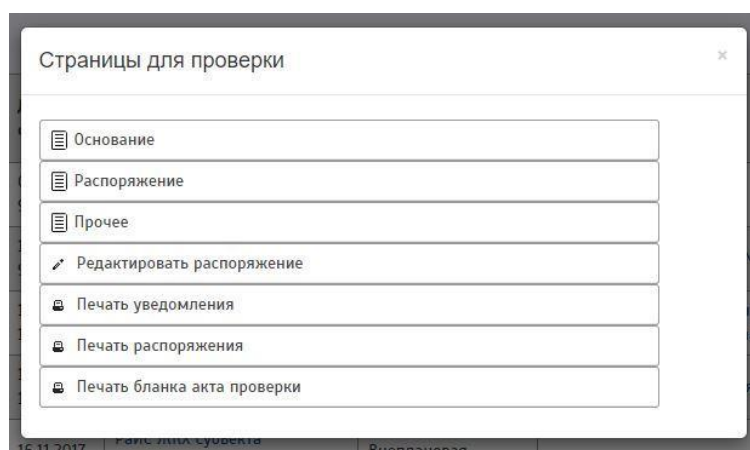 Страницы для проверки
×
Основание
Распоряжение
Прочее
Редактировать распоряжение
Печать уведомления
Печать распоряжения
Печать бланка акта проверки
16.11.2017
Внеплановая